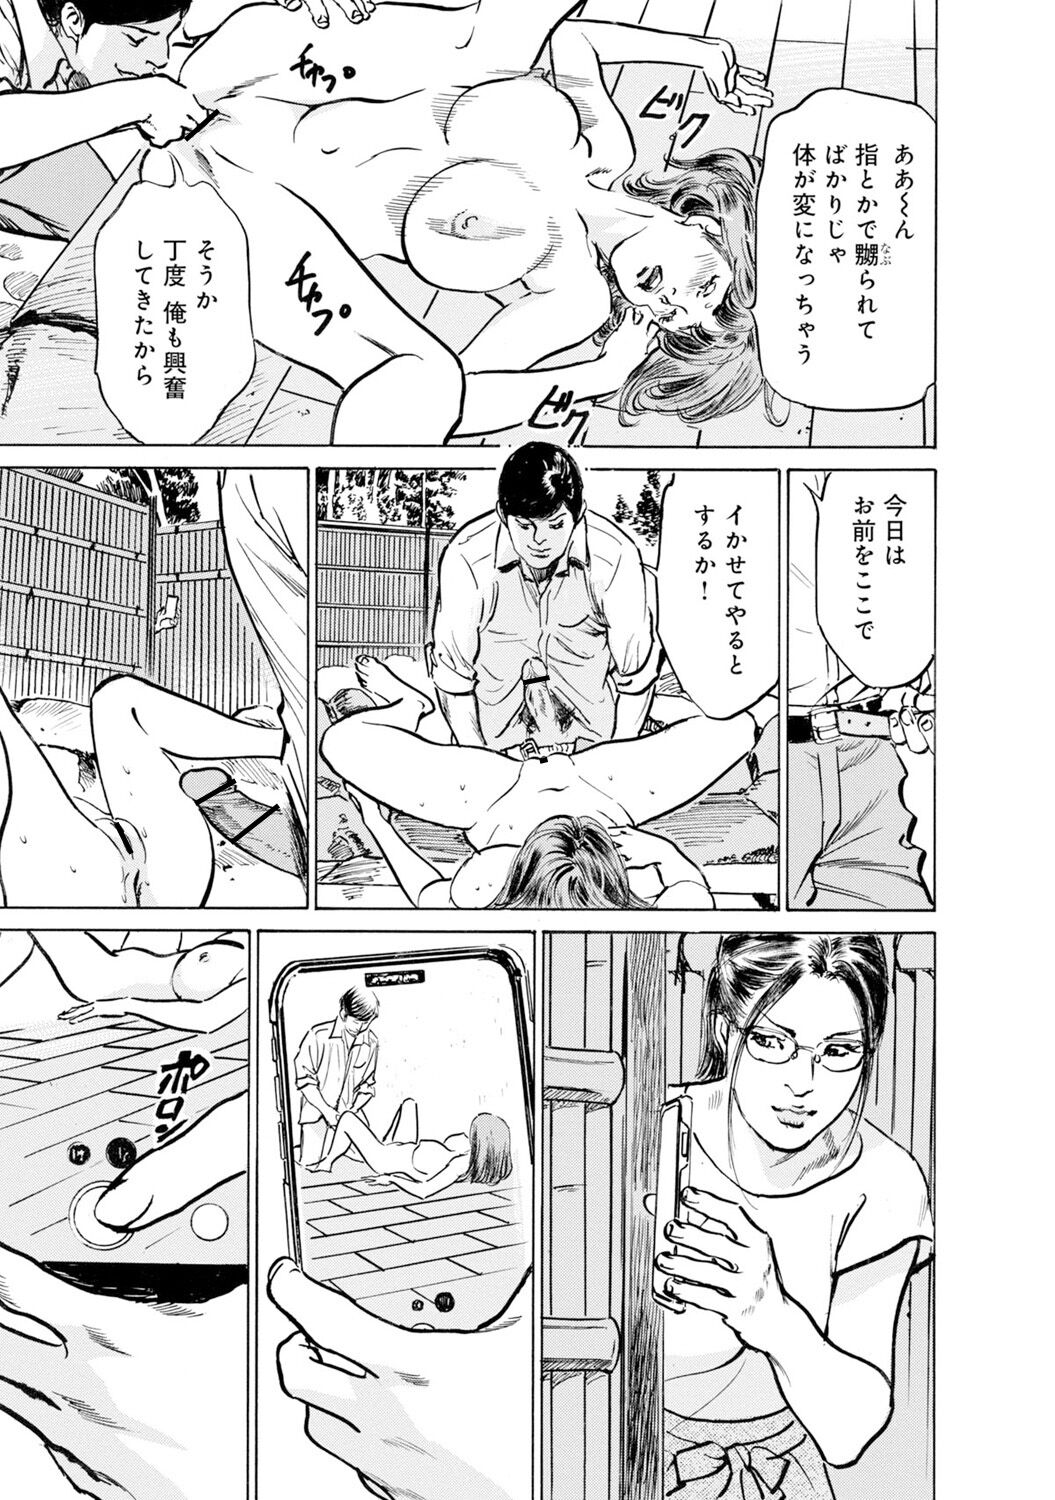 ああ〜ん
指とかで嬲られて
なぶ
ばかりじゃ
体が変になっちゃう
ビク
チャプ。
チャプ。
ビク
そうか
丁度 俺も興奮
してきたから
今日は
お前をここで
イかせてやると
するか！
ポロン